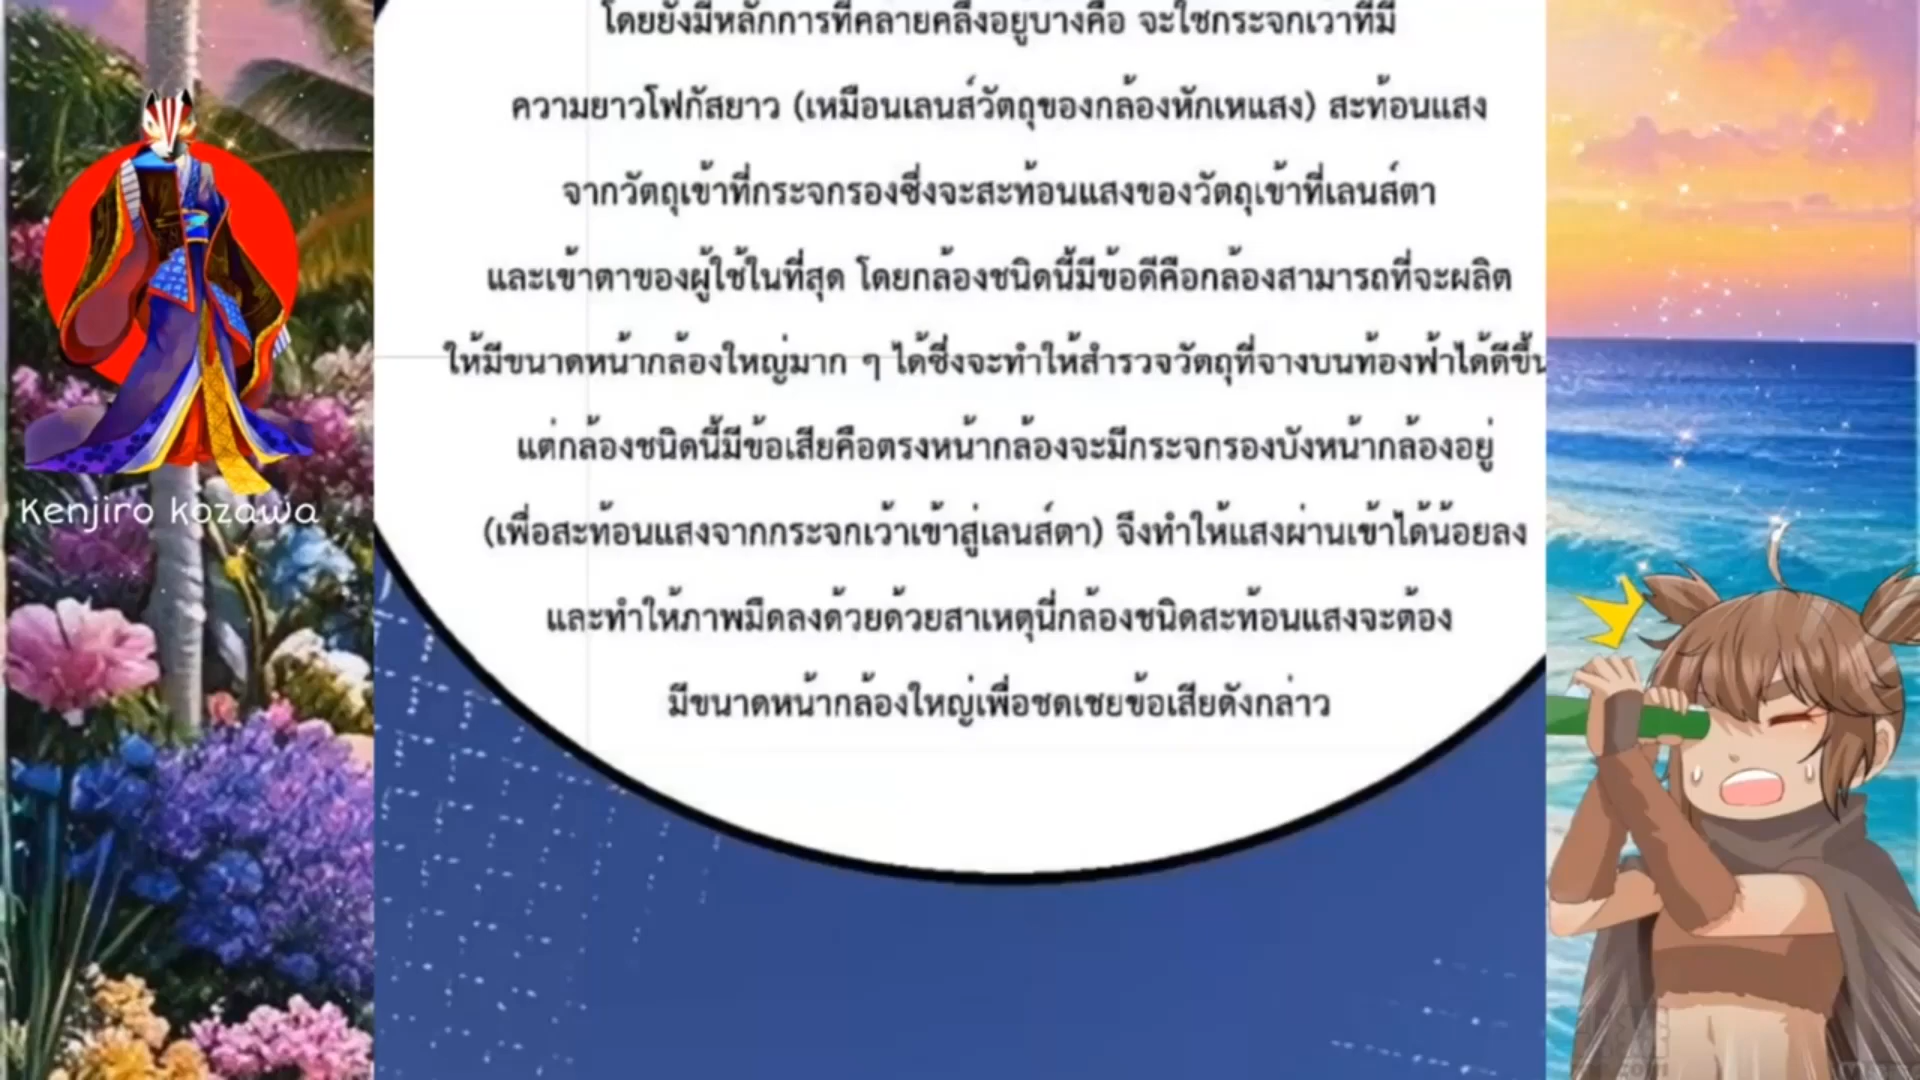 โดยยังมีหลักการที่คล้ายคลึงอยู่บ้างคือ จะใช้กระจกเว้าที่มี
ความยาวโฟกัสยาว (เหมือนเลนส์วัตถุของกล้องหักเหแสง) สะท้อนแสง
จากวัตถุเข้าที่กระจกรองซึ่งจะสะท้อนแสงของวัตถุเข้าที่เลนส์ตา
และเข้าตาของผู้ใช้ในที่สุด โดยกล้องชนิดนี้มีข้อดีคือกล้องสามารถที่จะผลิต
ให้มีขนาดหน้ากล้องใหญ่มาก ๆ ได้ซึ่งจะทำให้สำรวจวัตถุที่จางบนท้องฟ้าได้ดีขึ้น
แต่กล้องชนิดนี้มีข้อเสียคือตรงหน้ากล้องจะมีกระจกรองบังหน้ากล้องอยู่
(เพื่อสะท้อนแสงจากกระจกเว้าเข้าสู่เลนส์ตา) จึงทำให้แสงผ่านเข้าได้น้อยลง
และทำให้ภาพมืดลงด้วยด้วยสาเหตุนี่กล้องชนิดสะท้อนแสงจะต้อง
มีขนาดหน้ากล้องใหญ่เพื่อชดเชยข้อเสียดังกล่าว
Kenjiro kozawa